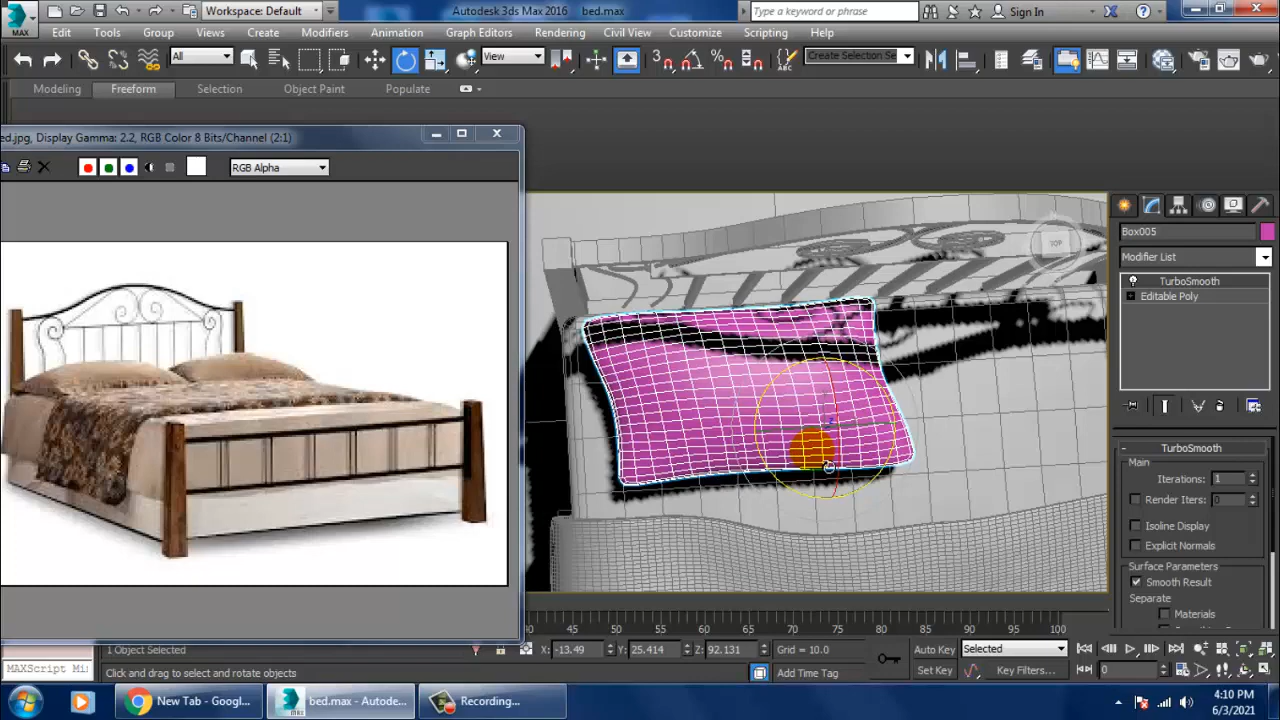 Workspace: Default
Autodesk 3ds Max 2016
bed.max
Type a keyword or phrase
Sign In
MAX
Edit
Tools
Group
Views
Create
Modifiers
Animation
Graph Editors
Rendering
Civil View
Customize
Scripting
Help
All
View
Create Selection Se
Modeling
Freeform
Selection
Object Paint
Populate
ed.jpg, Display Gamma: 2.2, RGB Color 8 Bits/Channel (2:1)
RGB Alpha
TOP
Box005
Modifier List
TurboSmooth
Editable Poly
TurboSmooth
Main
Iterations: 1
Render Iters: 0
Isoline Display
Explicit Normals
Surface Parameters
Smooth Result
Separate
Materials
45 50 55 60 65 70 75 80 85 90 95 100
1 Object Selected
X: -13.49
Y: 25.414
Z: 92.131
Grid = 10.0
Auto Key
Selected
MAXScript Mi
Click and drag to select and rotate objects
Add Time Tag
Set Key
Key Filters...
0
New Tab - Googl...
bed.max - Autode...
Recording...
4:10 PM
6/3/2021